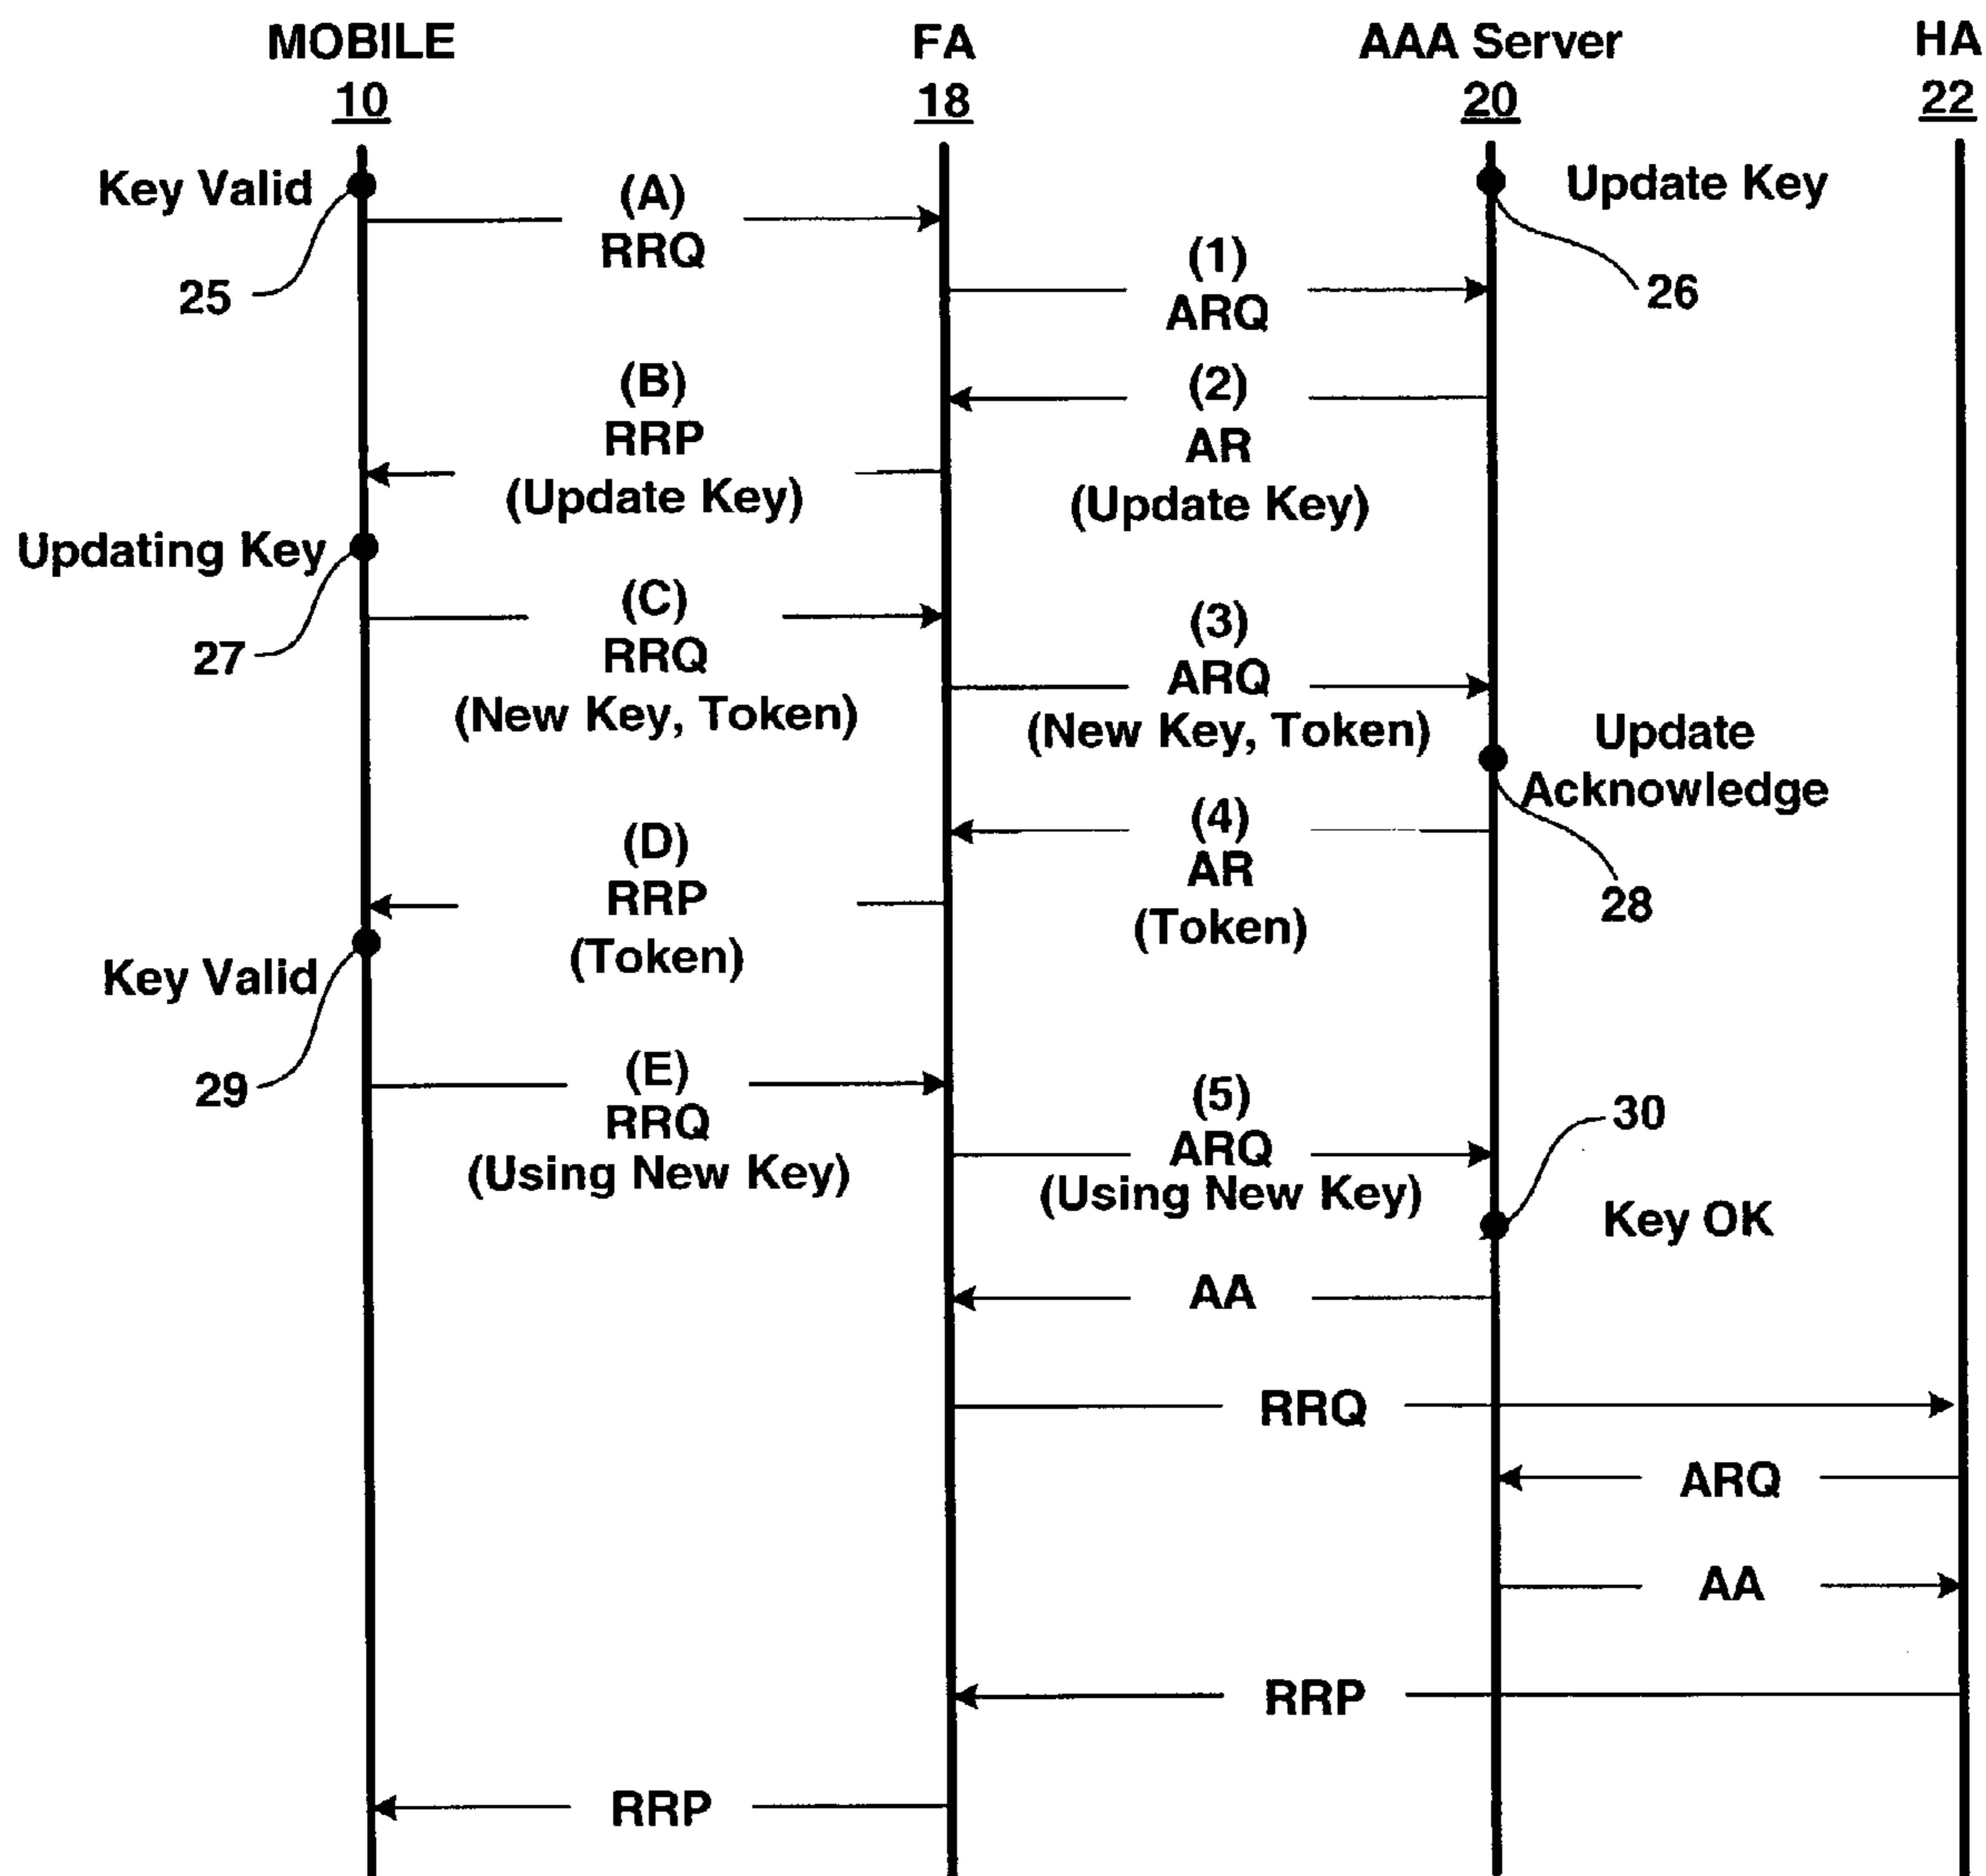 MOBILE FA AAA Server HA
10 18 20 22
Key Valid
(A)
RRQ
Update Key
25
(1)
ARQ
26
(B)
RRP
(Update Key)
(2)
AR
(Update Key)
Updating Key
27
(C)
RRQ
(New Key, Token)
(3)
ARQ
(New Key, Token)
Update
Acknowledge
28
(4)
AR
(Token)
(D)
RRP
(Token)
Key Valid
29
(E)
RRQ
(Using New Key)
(5)
ARQ
(Using New Key)
30
Key OK
AA
RRQ
ARQ
AA
RRP
RRP